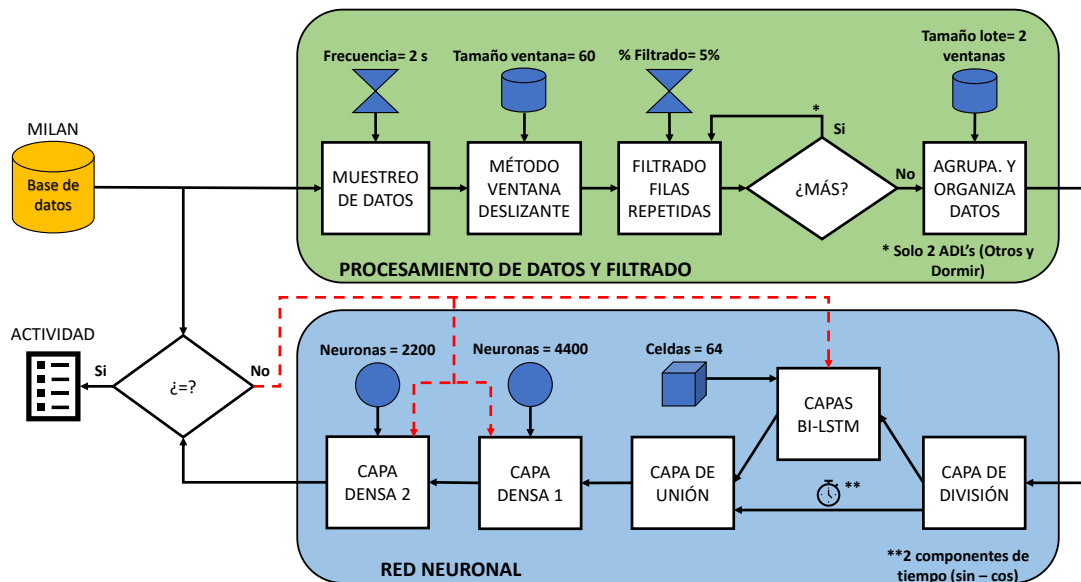 Frecuencia= 2 s
Tamaño ventana= 60
% Filtrado= 5%
Tamaño lote= 2
ventanas
MILAN
Base de
datos
MUESTREO
DE DATOS
MÉTODO
VENTANA
DESLIZANTE
FILTRADO
FILAS
REPETIDAS
*
Si
¿MÁS?
No
AGRUPA. Y
ORGANIZA
DATOS
* Solo 2 ADL's (Otros y
Dormir)
PROCESAMIENTO DE DATOS Y FILTRADO
ACTIVIDAD
Si
¿=?
No
Neuronas = 2200
Neuronas = 4400
Celdas = 64
CAPAS
BI-LSTM
CAPA
DENSA 2
CAPA
DENSA 1
CAPA DE
UNIÓN
**
CAPA DE
DIVISIÓN
**2 componentes de
tiempo (sin – cos)
RED NEURONAL